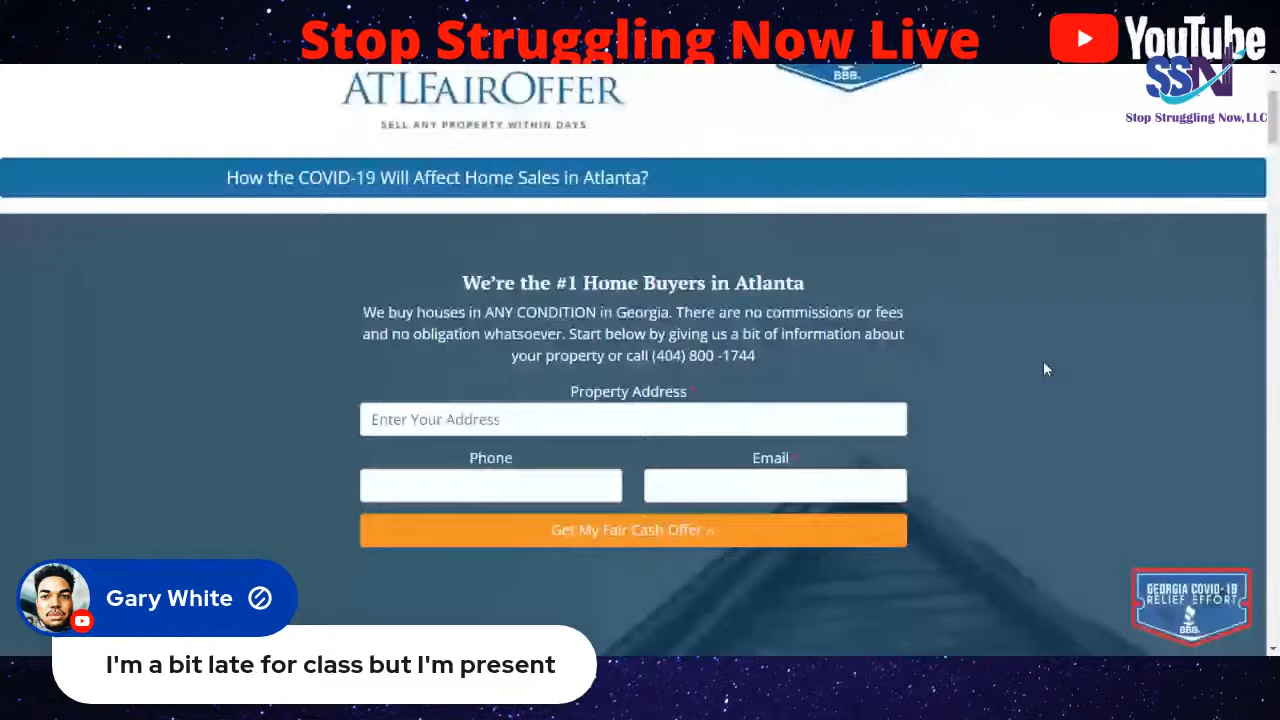 Stop Struggling Now Live
YouTube
BBB.
SSN
Stop Struggling Now, LLC
ATLFAIROFFER
SELL ANY PROPERTY WITHIN DAYS
How the COVID-19 Will Affect Home Sales in Atlanta?
We're the #1 Home Buyers in Atlanta
We buy houses in ANY CONDITION in Georgia. There are no commissions or fees
and no obligation whatsoever. Start below by giving us a bit of information about
your property or call (404) 800 -1744
Property Address *
Enter Your Address
Phone
Email *
Get My Fair Cash Offer »
GEORGIA COVID-19
RELIEF EFFORT
BBB.
Gary White
I'm a bit late for class but I'm present